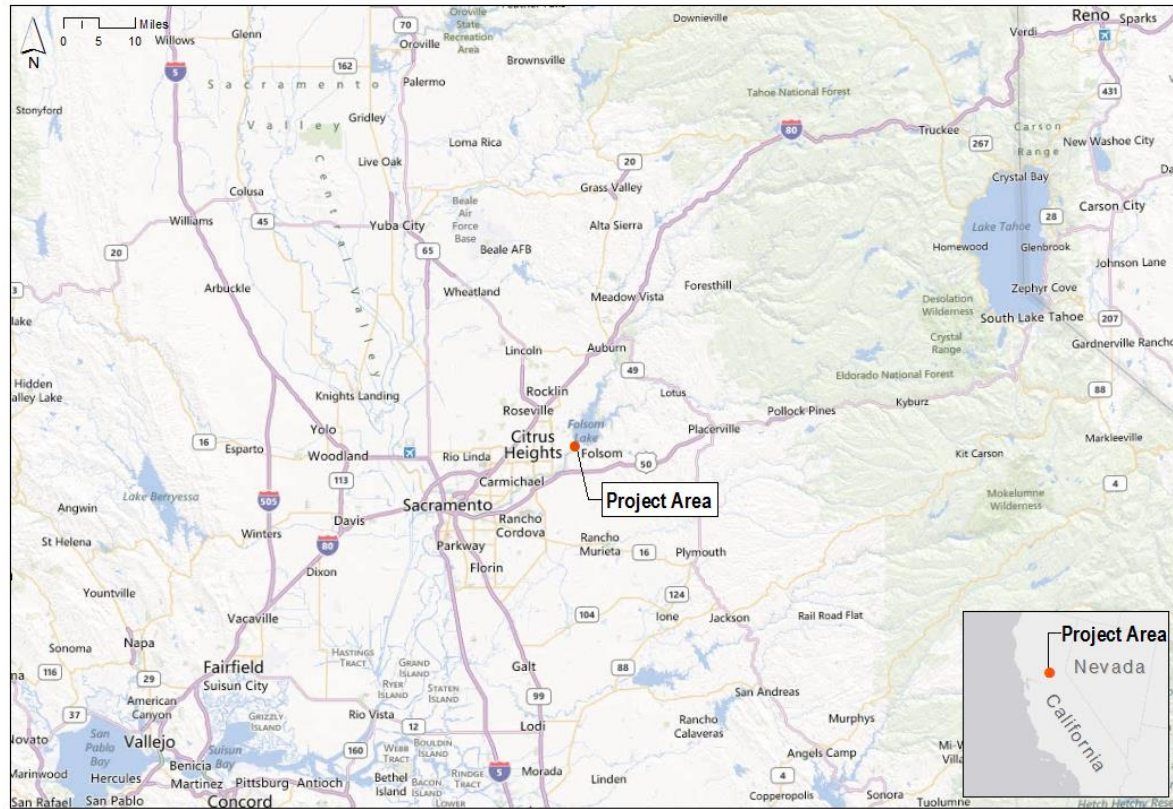 Miles
0 5 10
N
Willows
Glenn
70
Oroville
State
Recreation
Area
Oroville
Downieville
Reno
Sparks
Verdi
5
162
Palermo
Brownsville
Sacramento
Valley
Stonyford
Gridley
Tahoe National Forest
431
Loma Rica
80
Truckee
267
Carson
Range
New Washoe City
Live Oak
20
Central Valley
Colusa
Grass Valley
Crystal Bay
Williams
45
Yuba City
Beale
Air
Force
Base
Alta Sierra
28
Carson City
20
65
Beale AFB
Lake Tahoe
Homewood
Glenbrook
Johnson Lane
Arbuckle
Wheatland
Meadow Vista
Foresthill
Zephyr Cove
Desolation
Wilderness
South Lake Tahoe
207
Crystal
Range
Gardnerville Rancho
Lincoln
Auburn
49
Eldorado National Forest
Hidden
alley Lake
Knights Landing
Rocklin
Lotus
Kyburz
88
Roseville
Pollock Pines
16
Yolo
Citrus
Heights
Folsom
Lake
Placerville
Markleeville
Esparto
Woodland
Rio Linda
Folsom
50
Kit Carson
113
Carmichael
4
Lake Berryessa
505
Sacramento
Project Area
Mokelumne
Wilderness
Angwin
Davis
Rancho
Cordova
Winters
St Helena
80
Parkway
Rancho
Murieta
16
Plymouth
Dixon
Florin
Yountville
124
Vacaville
104
Ione
Jackson
Rail Road Flat
Project Area
Napa
Sonoma
Nevada
Fairfield
Hastings
Tract
Grand
Island
Galt
88
116
29
Suisun City
Ryer
Island
Staten
Island
99
San Andreas
California
American
Canyon
Grizzly
Island
Rio Vista
12
Lodi
Rancho
Calaveras
Murphys
37
San
Pablo
Bay
Vallejo
Suisun
Bay
160
Webb
Tract
Bouldin
Island
Novato
Benicia
Angels Camp
Marinwood
Hercules
Martinez
Pittsburg
Antioch
Bethel
Island
Bacon
Island
Rindge
Tract
5
Morada
Linden
4
San Rafael
San Pablo
Concord
Lower
Copperopolis
Sonora
Tuolumne